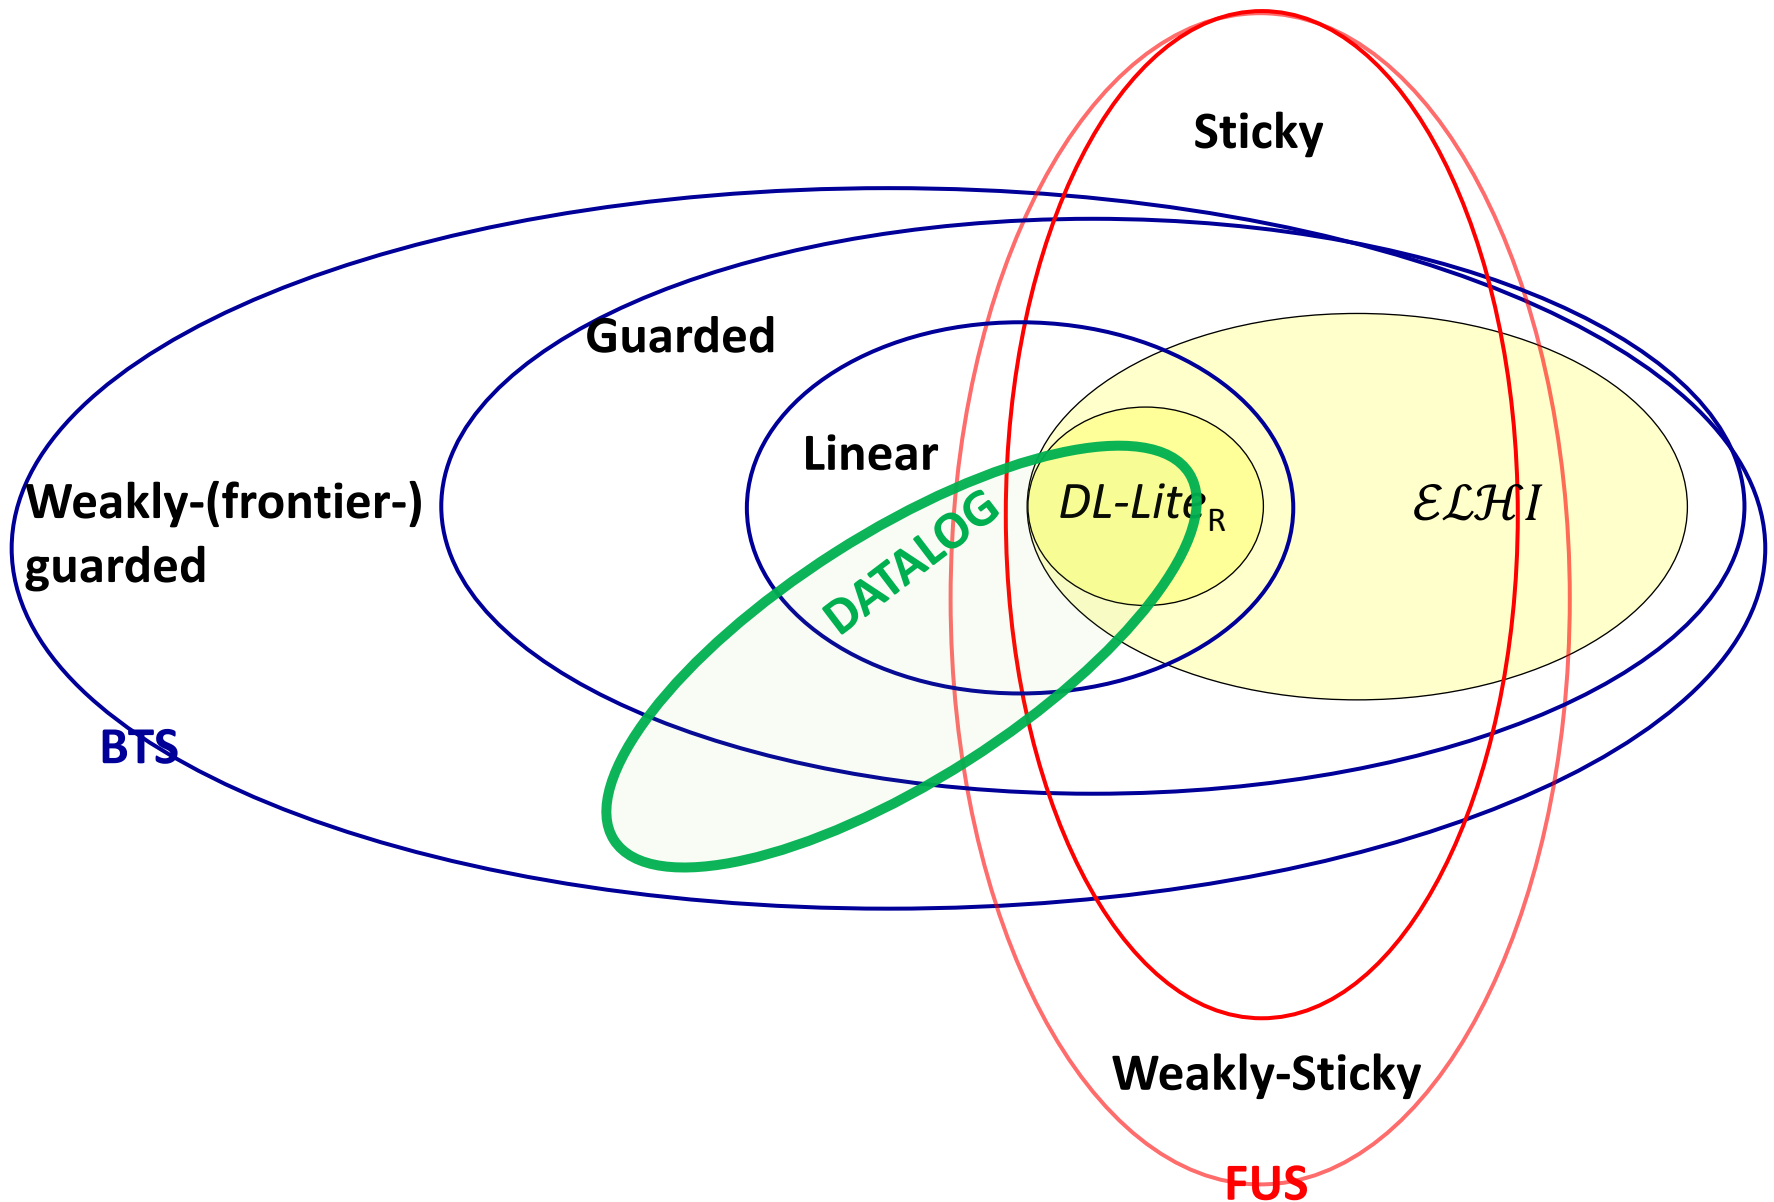 Sticky
Guarded
Linear
Weakly-(frontier-)
guarded
DATALOG
DL-LiteR
ℰℒℋI
BTS
Weakly-Sticky
FUS